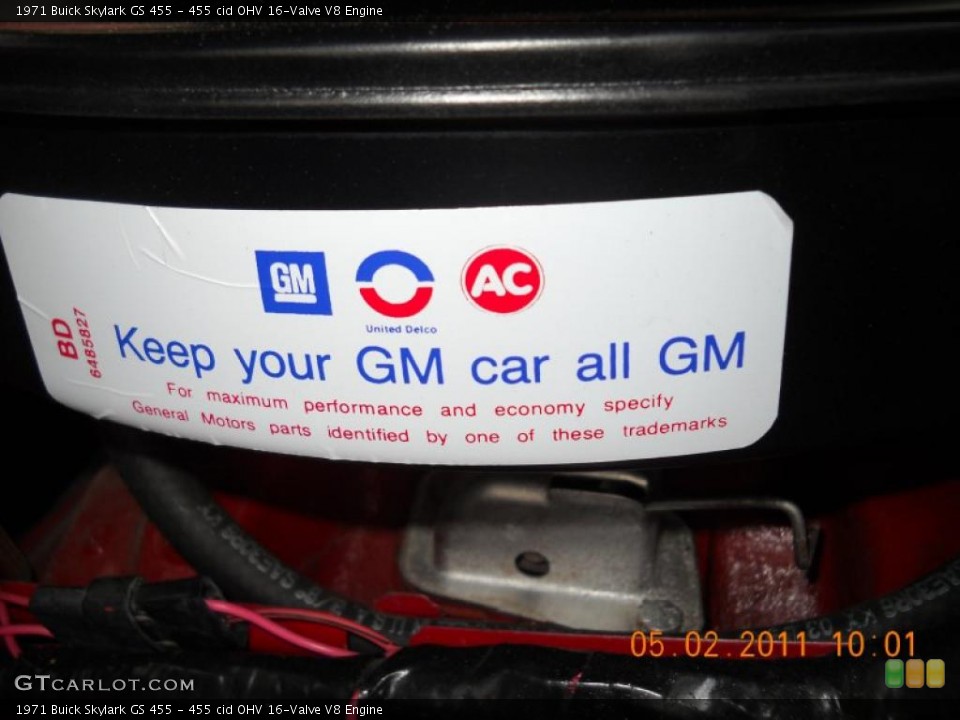 1971 Buick Skylark GS 455 - 455 cid OHV 16-Valve V8 Engine
GM
AC
United Delco
BD
6485827
Keep your GM car all GM
For maximum performance and economy specify
General Motors parts identified by one of these trademarks
05.02.2011 10:01
GTCARLOT.COM
1971 Buick Skylark GS 455 - 455 cid OHV 16-Valve V8 Engine